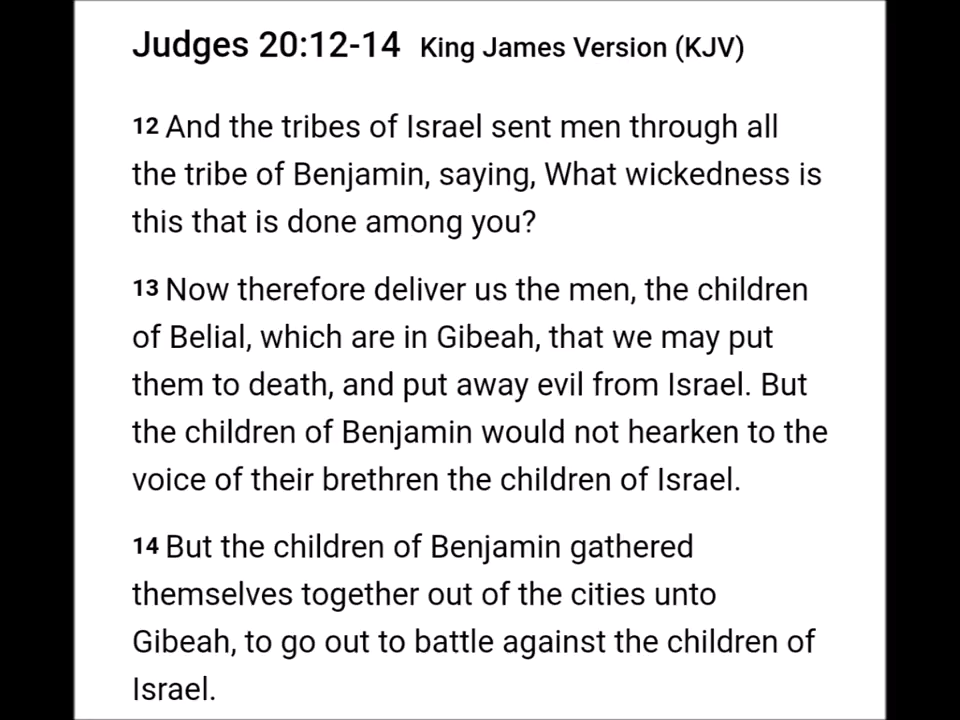 Judges 20:12-14 King James Version (KJV)
12 And the tribes of Israel sent men through all
the tribe of Benjamin, saying, What wickedness is
this that is done among you?
13 Now therefore deliver us the men, the children
of Belial, which are in Gibeah, that we may put
them to death, and put away evil from Israel. But
the children of Benjamin would not hearken to the
voice of their brethren the children of Israel.
14 But the children of Benjamin gathered
themselves together out of the cities unto
Gibeah, to go out to battle against the children of
Israel.